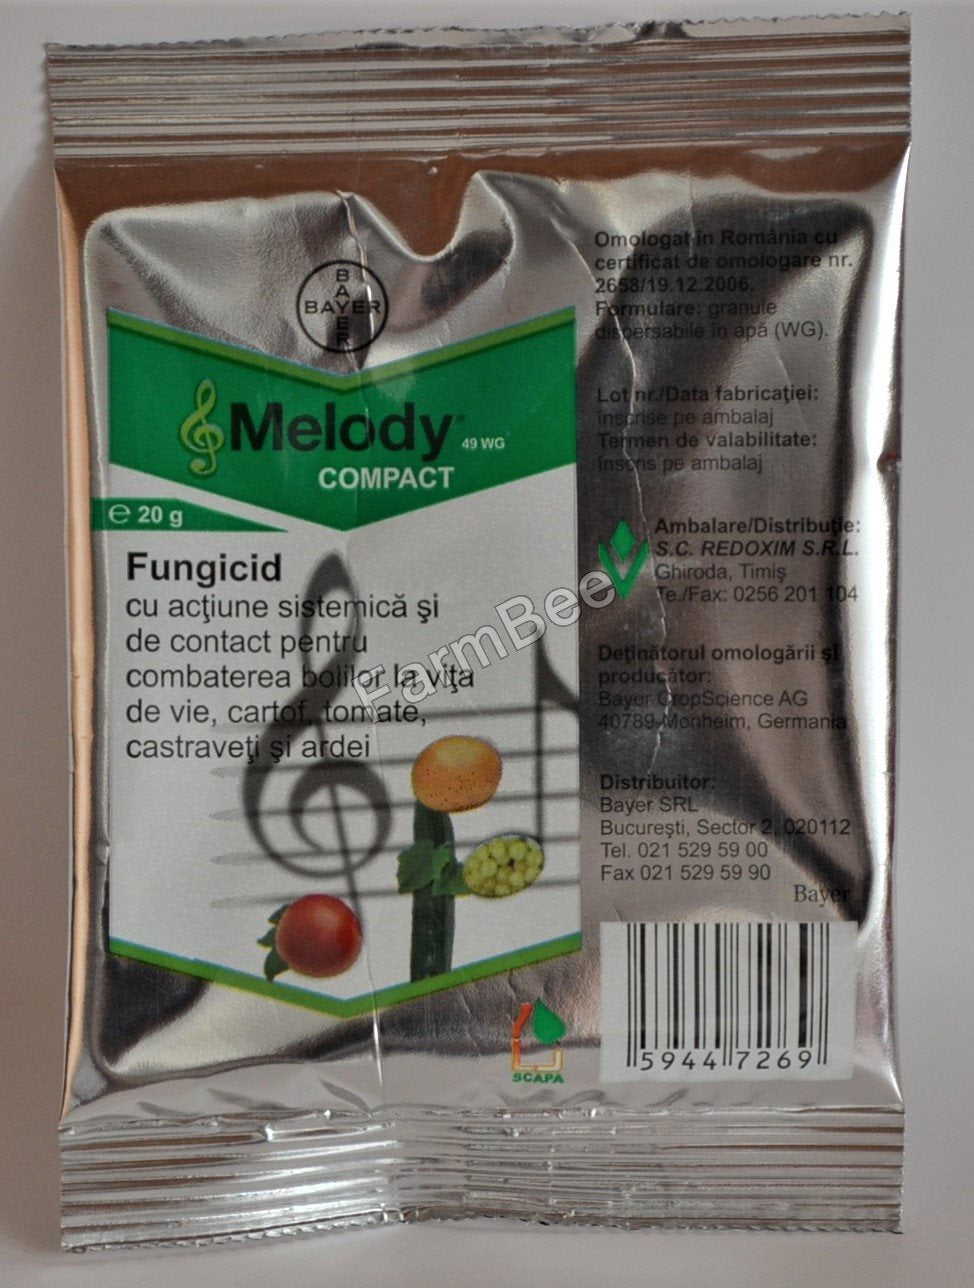 BAYER
BAYER
Melody® 49 WG
COMPACT
℮ 20 g
Fungicid
cu acţiune sistemică şi
de contact pentru
combaterea bolilor la viţa
de vie, cartof, tomate,
castraveţi şi ardei
FarmBee
SCAPA
Omologat în România cu
certificat de omologare nr.
2658/19.12.2006.
Formulare: granule
dispersabile în apă (WG).
Lot nr./Data fabricaţiei:
înscrise pe ambalaj
Termen de valabilitate:
înscris pe ambalaj
Ambalare/Distribuţie:
S.C. REDOXIM S.R.L.
Ghiroda, Timiş
Te./Fax: 0256 201 104
Deţinătorul omologării şi
producător:
Bayer CropScience AG
40789-Monheim, Germania
Distribuitor:
Bayer SRL
Bucureşti, Sector 2, 020112
Tel. 021 529 59 00
Fax 021 529 59 90
Bayer
59447269